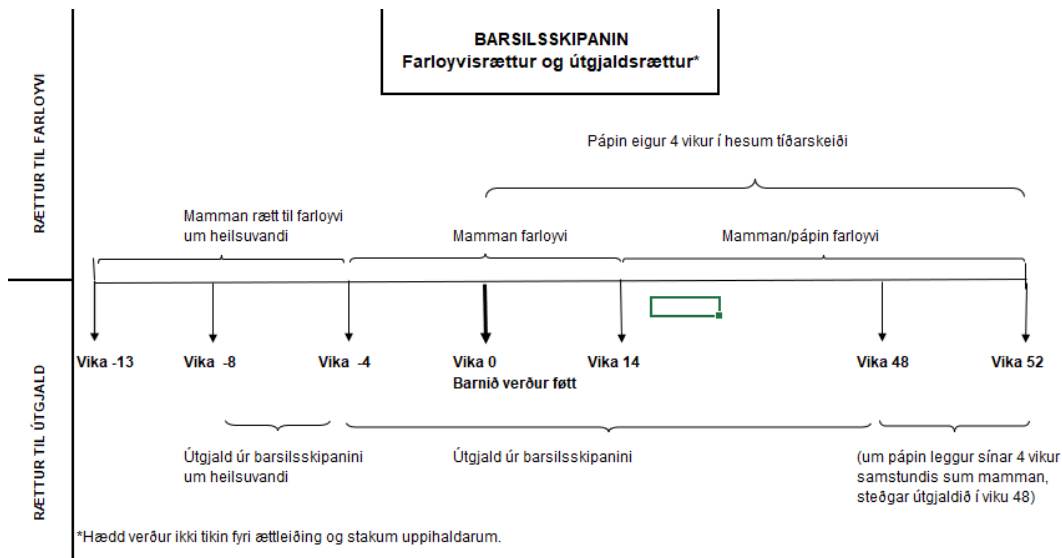 BARSILSSKIPANIN
Farloyvisrættur og útgjaldsrættur*
RÆTTUR TIL FARLOYVI
Pápin eigur 4 vikur í hesum tíðarskeiði
Mamman rætt til farloyvi
um heilsuvandi
Mamman farloyvi
Mamman/pápin farloyvi
Vika -13
Vika -8
Vika -4
Vika 0
Barnið verður føtt
Vika 14
Vika 48
Vika 52
RÆTTUR TIL ÚTGJALD
Útgjald úr barsilsskipanini
um heilsuvandi
Útgjald úr barsilsskipanini
(um pápin leggur sínar 4 vikur
samstundis sum mamman,
steðgar útgjaldið í viku 48)
*Hædd verður ikki tikin fyri ættleiðing og stakum uppihaldarum.